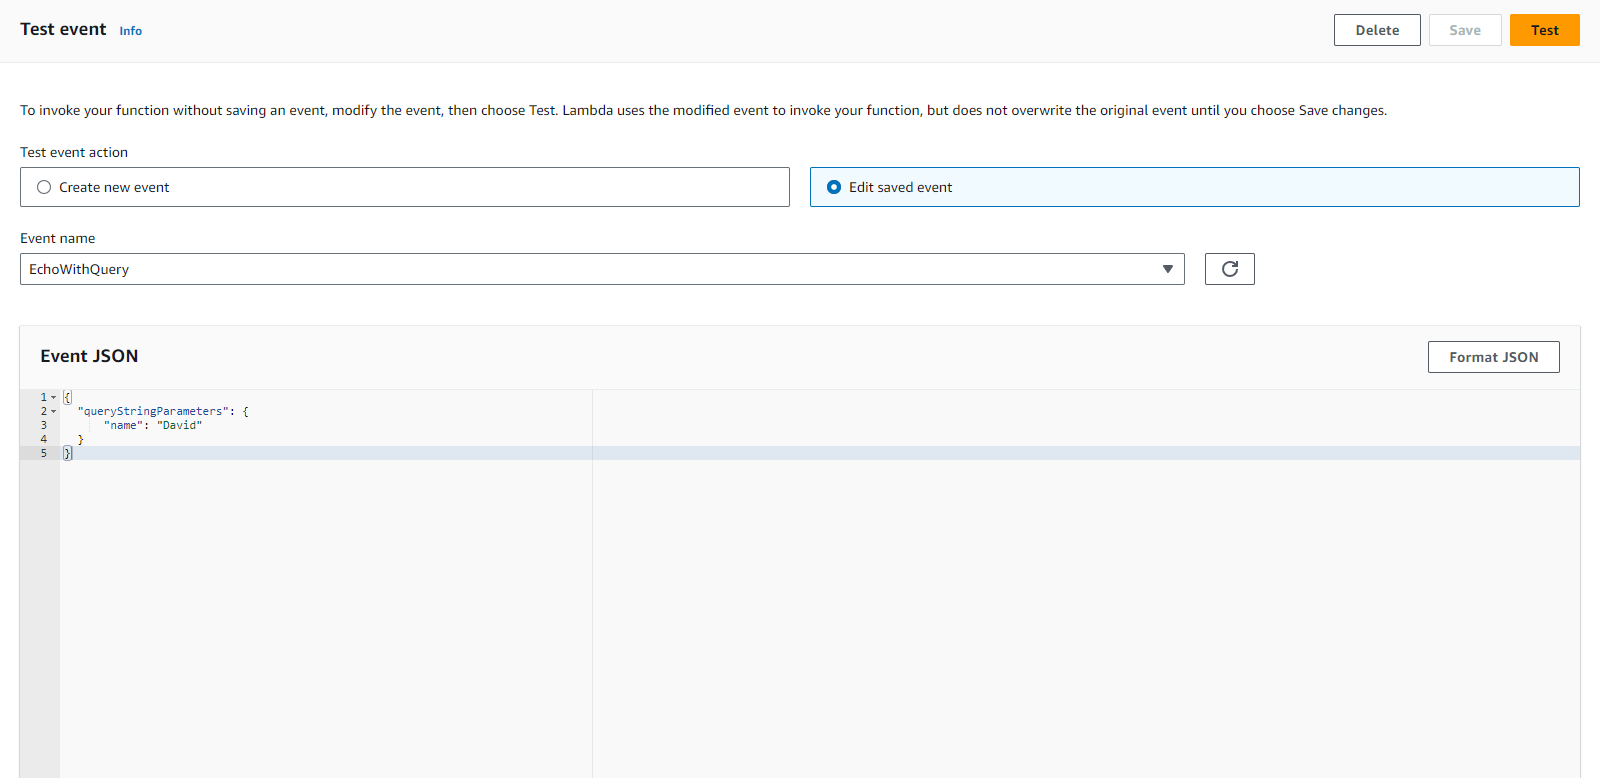 Test event Info Delete Save Test
To invoke your function without saving an event, modify the event, then choose Test. Lambda uses the modified event to invoke your function, but does not overwrite the original event until you choose Save changes.
Test event action
Create new event Edit saved event
Event name
EchoWithQuery
Event JSON Format JSON
1 {
2 "queryStringParameters": {
3 "name": "David"
4 }
5 }